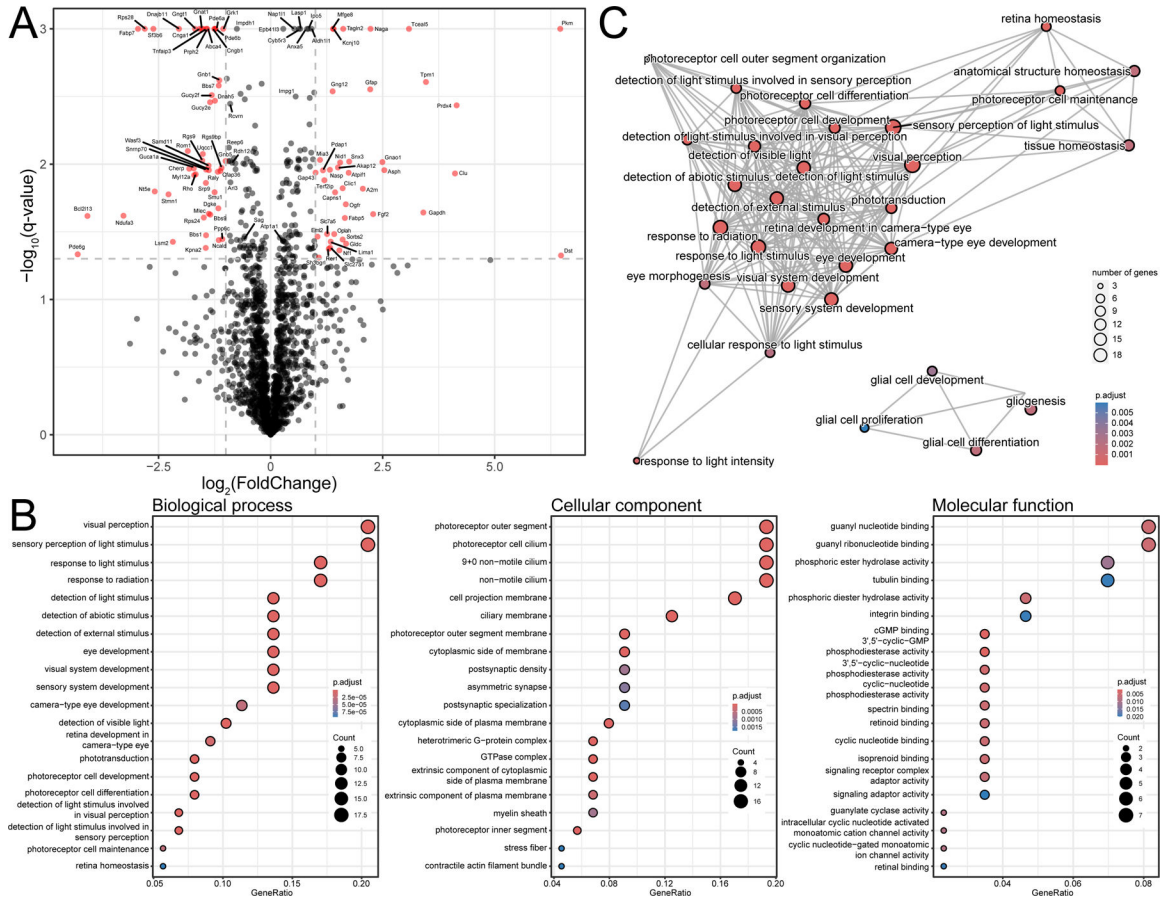 A
Rps28
Dnajb11
Gngt1
Gnat1
Pde6a
Grk1
Nap1l1
Lasp1
Ipo5
Mfge8
Fabp7
Sf3b6
Cnga1
Impdh1
Epb41l3
Tagln2
Naga
Tceal5
Pkm
Tnfaip3
Prph2
Abca4
Pde6b
Cngb1
Cyb5r3
Anxa5
Aldh1l1
Kcnj10
Gnb1
Bbs7
Gng12
Gfap
Tpm1
Gucy2f
Dnah5
Impg1
Gucy2e
Rcvrn
Prdx4
Wasf3
Samd11
Rgs9
Rgs9bp
Reep6
Pdap1
Snrnp70
Rom1
Uqcc1
Gnb5
Rdh12
Mia3
Nid1
Snx3
Gnao1
Guca1a
Akap12
Cherp
Cfap36
Gap43
Nasp
Atpif1
Asph
Clu
Myl12a
Raly
Nt5e
Rho
Srp9
Arl3
Terf2ip
Clic1
A2m
Stmn1
Smu1
Capns1
Bcl2l13
Dgke
Ogfr
Ndufa3
Mlec
Bbs9
Sag
Fgf2
Gapdh
Rps24
Slc7a6
Fabp5
Lsm2
Bbs1
Ppp6c
Atp1a1
Elml2
Oplah
Sorbs2
Pde6g
Kpna2
Ncald
Gldc
Lima1
Dst
Sh3bgrl
Rer1
Nf1
Slc27a1
3
2
1
0
−2.5
0
2.5
5.0
−log10(q-value)
log2(FoldChange)
C
retina homeostasis
photoreceptor cell outer segment organization
anatomical structure homeostasis
detection of light stimulus involved in sensory perception
photoreceptor cell differentiation
photoreceptor cell maintenance
photoreceptor cell development
sensory perception of light stimulus
detection of light stimulus involved in visual perception
tissue homeostasis
detection of visible light
visual perception
detection of abiotic stimulus
detection of light stimulus
detection of external stimulus
phototransduction
retina development in camera-type eye
response to radiation
camera-type eye development
response to light stimulus
eye development
eye morphogenesis
visual system development
sensory system development
cellular response to light stimulus
glial cell development
gliogenesis
glial cell proliferation
glial cell differentiation
response to light intensity
number of genes
3
6
9
12
15
18
p.adjust
0.005
0.004
0.003
0.002
0.001
B
Biological process
visual perception
sensory perception of light stimulus
response to light stimulus
response to radiation
detection of light stimulus
detection of abiotic stimulus
detection of external stimulus
eye development
visual system development
sensory system development
camera-type eye development
detection of visible light
retina development in
camera-type eye
phototransduction
photoreceptor cell development
photoreceptor cell differentiation
detection of light stimulus involved
in visual perception
detection of light stimulus involved in
sensory perception
photoreceptor cell maintenance
retina homeostasis
p.adjust
2.5e−05
5.0e−05
7.5e−05
Count
5.0
7.5
10.0
12.5
15.0
17.5
0.05
0.10
0.15
0.20
GeneRatio
Cellular component
photoreceptor outer segment
photoreceptor cell cilium
9+0 non-motile cilium
non-motile cilium
cell projection membrane
ciliary membrane
photoreceptor outer segment membrane
cytoplasmic side of membrane
postsynaptic density
asymmetric synapse
postsynaptic specialization
cytoplasmic side of plasma membrane
heterotrimeric G-protein complex
GTPase complex
extrinsic component of cytoplasmic
side of plasma membrane
extrinsic component of plasma membrane
myelin sheath
photoreceptor inner segment
stress fiber
contractile actin filament bundle
p.adjust
0.0005
0.0010
0.0015
Count
4
8
12
16
0.04
0.08
0.12
0.16
0.20
GeneRatio
Molecular function
guanyl nucleotide binding
guanyl ribonucleotide binding
phosphoric ester hydrolase activity
tubulin binding
phosphoric diester hydrolase activity
integrin binding
cGMP binding
3',5'-cyclic-GMP
phosphodiesterase activity
3',5'-cyclic-nucleotide
phosphodiesterase activity
cyclic-nucleotide
phosphodiesterase activity
spectrin binding
retinoid binding
cyclic nucleotide binding
isoprenoid binding
signaling receptor complex
adaptor activity
signaling adaptor activity
guanylate cyclase activity
intracellular cyclic nucleotide activated
monoatomic cation channel activity
cyclic nucleotide-gated monoatomic
ion channel activity
retinal binding
p.adjust
0.005
0.010
0.015
0.020
Count
2
3
4
5
6
7
0.04
0.06
0.08
GeneRatio